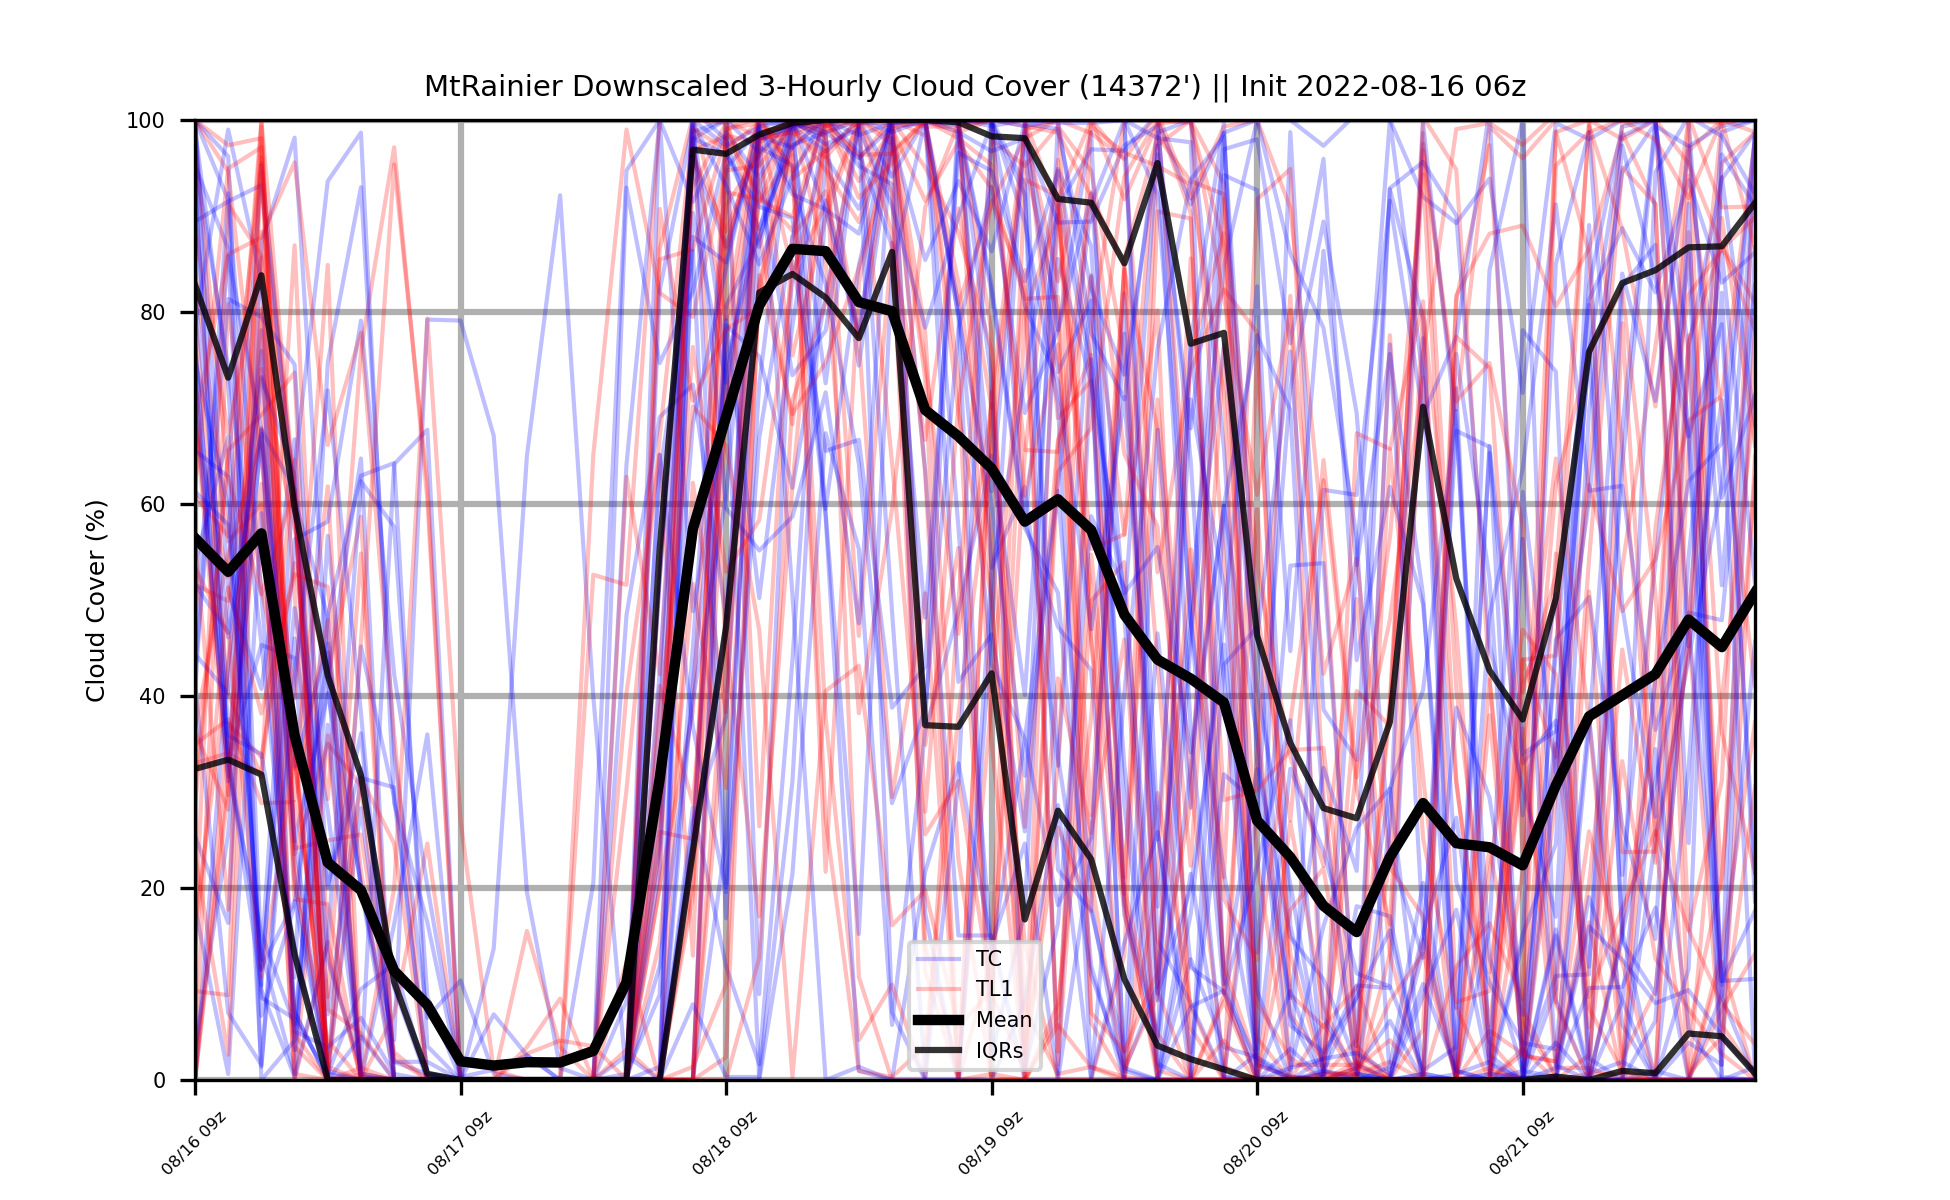 MtRainier Downscaled 3-Hourly Cloud Cover (14372') || Init 2022-08-16 06z
Cloud Cover (%)
100
80
60
40
20
0
TC
TL1
Mean
IQRs
08/16 09z
08/17 09z
08/18 09z
08/19 09z
08/20 09z
08/21 09z